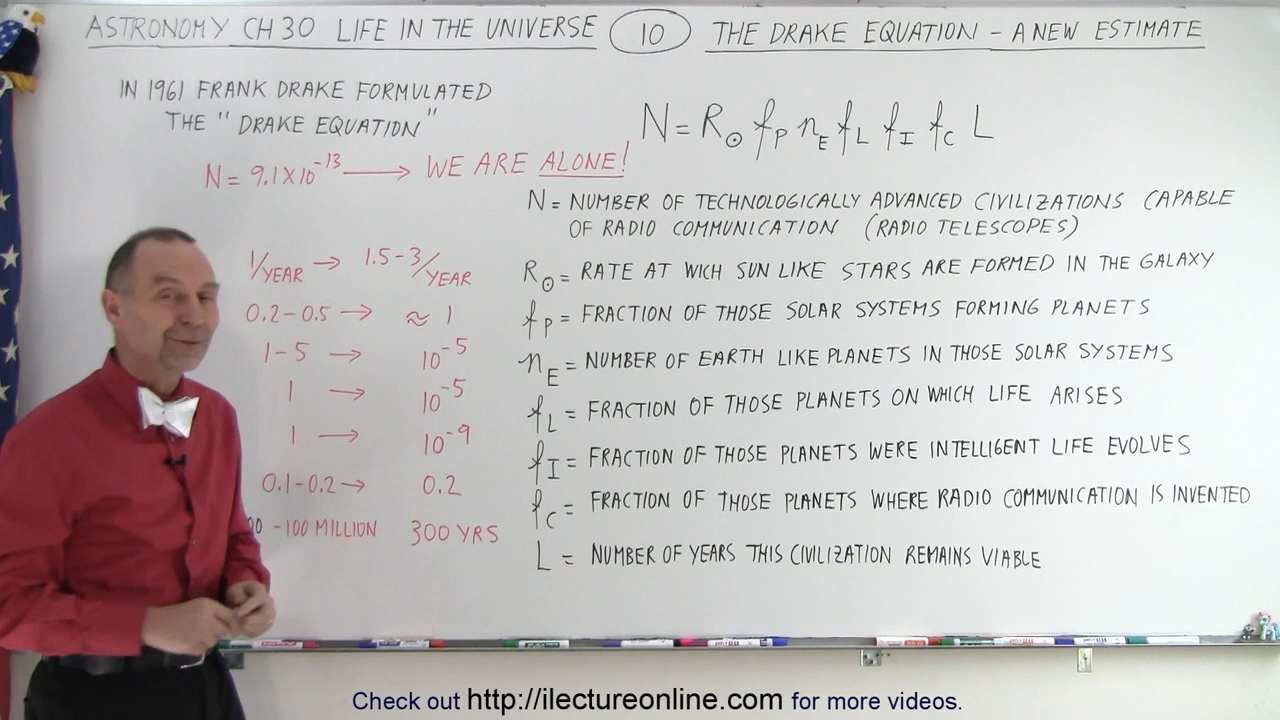 ASTRONOMY CH 30 LIFE IN THE UNIVERSE 10 THE DRAKE EQUATION - A NEW ESTIMATE
IN 1961 FRANK DRAKE FORMULATED
THE "DRAKE EQUATION"
N = 9.1X10⁻¹³ → WE ARE ALONE!
N = R⊙ fP nE fL fI fC L
N = NUMBER OF TECHNOLOGICALLY ADVANCED CIVILIZATIONS CAPABLE
OF RADIO COMMUNICATION (RADIO TELESCOPES)
1/YEAR → 1.5-3/YEAR
R⊙ = RATE AT WICH SUN LIKE STARS ARE FORMED IN THE GALAXY
0.2-0.5 → ≈ 1
fP = FRACTION OF THOSE SOLAR SYSTEMS FORMING PLANETS
1-5 → 10⁻⁵
nE = NUMBER OF EARTH LIKE PLANETS IN THOSE SOLAR SYSTEMS
1 → 10⁻⁵
fL = FRACTION OF THOSE PLANETS ON WHICH LIFE ARISES
1 → 10⁻⁹
fI = FRACTION OF THOSE PLANETS WERE INTELLIGENT LIFE EVOLVES
0.1-0.2 → 0.2
fC = FRACTION OF THOSE PLANETS WHERE RADIO COMMUNICATION IS INVENTED
-100 MILLION 300 YRS
L = NUMBER OF YEARS THIS CIVILIZATION REMAINS VIABLE
Check out http://ilectureonline.com for more videos.